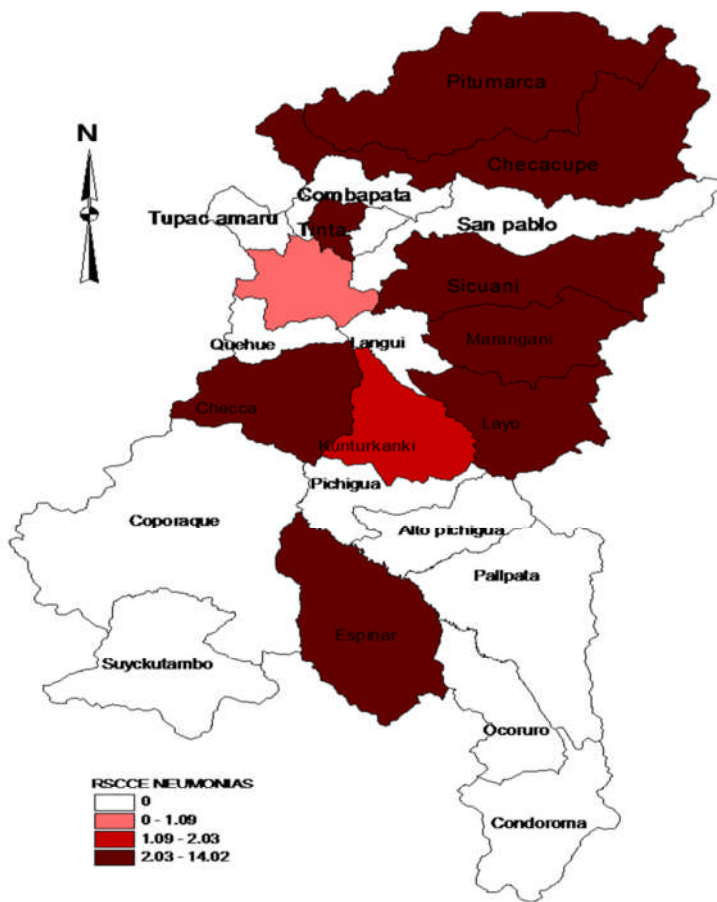 Pitumarca
N
Checacupe
Combapata
Tupac amaru
Tinta
San pablo
Sicuani
Quehue
Langui
Marangani
Checca
Layo
Kunturkanki
Pichigua
Coporaque
Alto pichigua
Pallpata
Espinar
Suyckutambo
Ocoruro
RSCCE NEUMONIAS
0
0 - 1.09
1.09 - 2.03
2.03 - 14.02
Condoroma